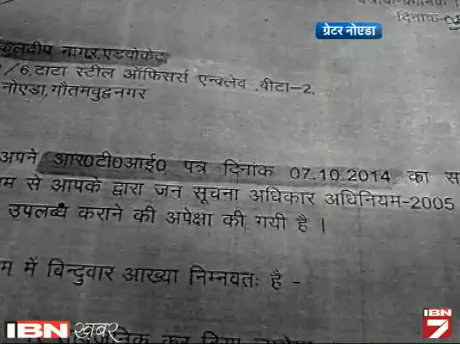 ग्रेटर नोएडा
दिनांक
कुलदीप नागर,एडवोकेट,
/6,टाटा स्टील ऑफिसर्स एन्क्लेव ,बीटा-2,
नोएडा,गौतमबुद्वनगर
अपने आर0टी0आई0 पत्र दिनांक 07.10.2014 का स
म से आपके द्वारा जन सूचना अधिकार अधिनियम-2005
उपलब्ध कराने की अपेक्षा की गयी है ।
म में विन्दुवार आख्या निम्नवतः है -
IBN खबर
IBN 7